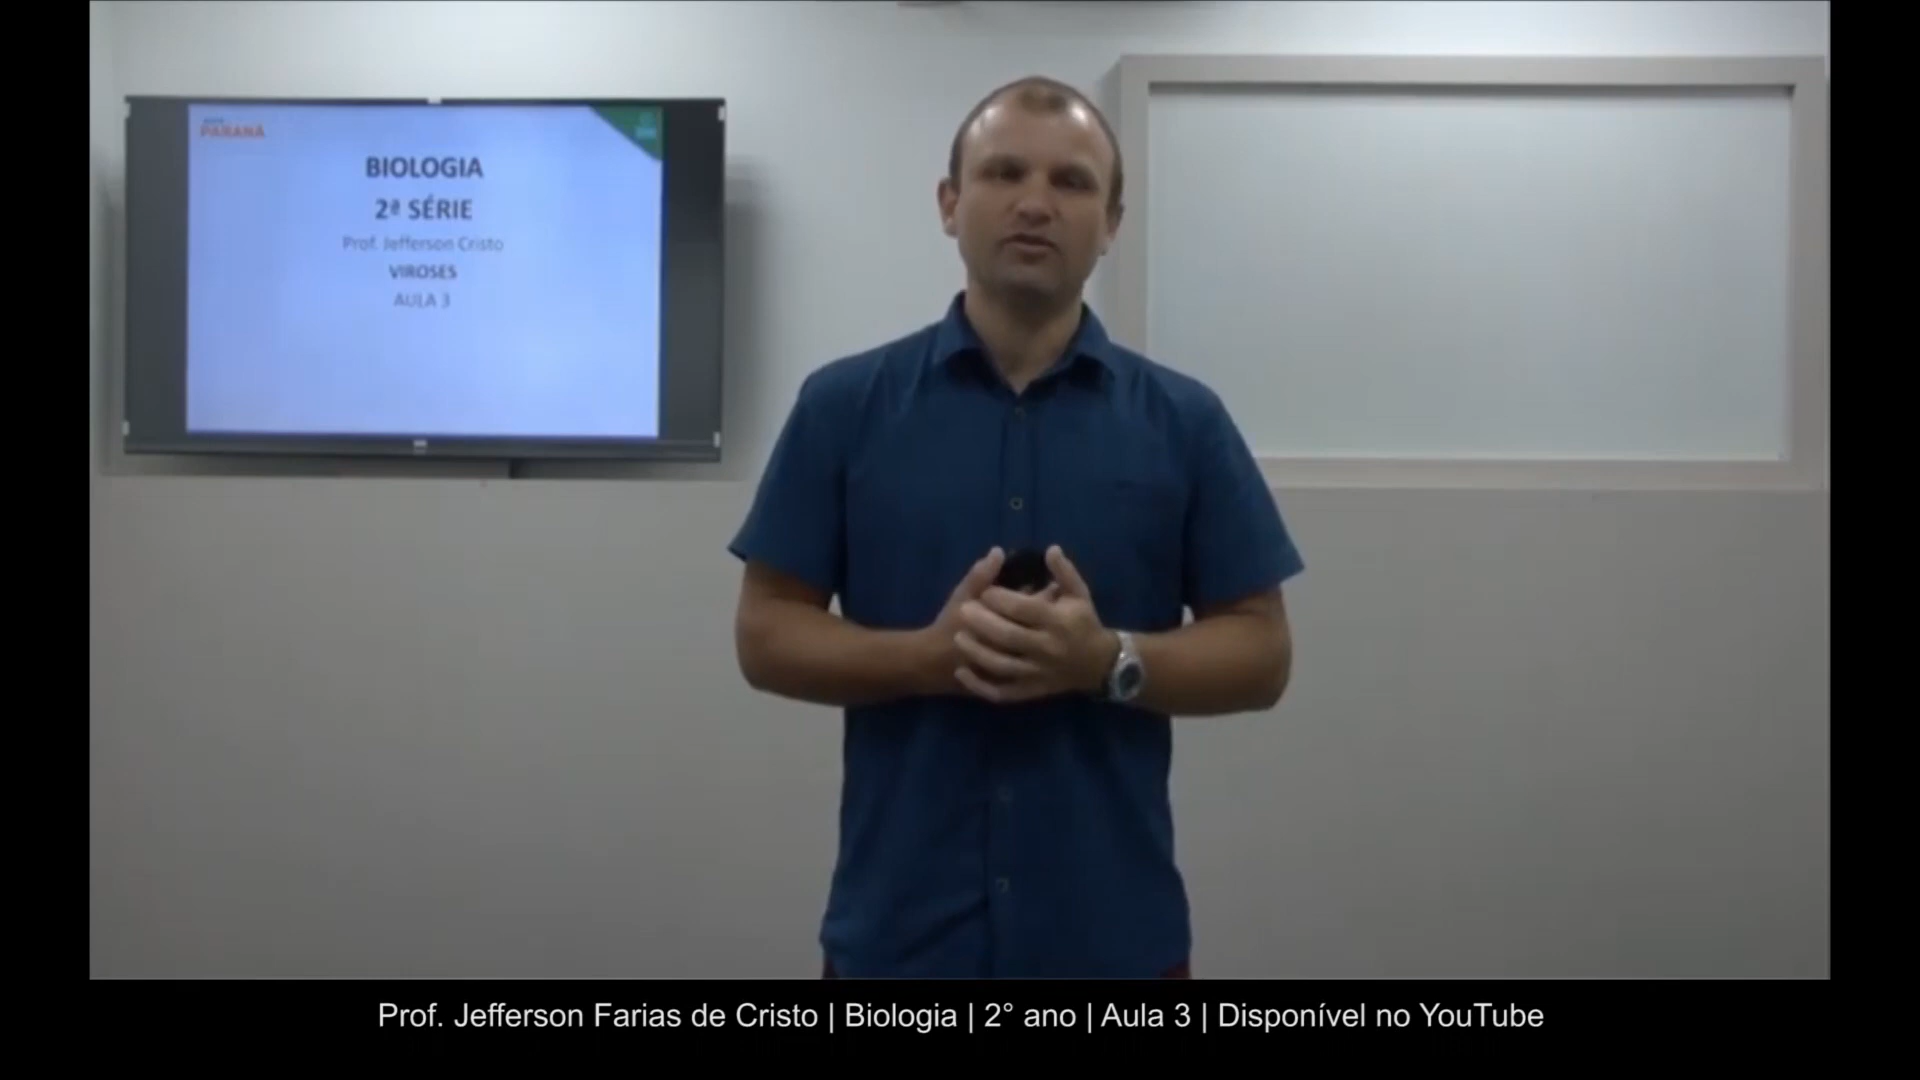 PARANÁ
BIOLOGIA
2ª SÉRIE
Prof. Jefferson Cristo
VIROSES
AULA 3
Prof. Jefferson Farias de Cristo | Biologia | 2° ano | Aula 3 | Disponível no YouTube